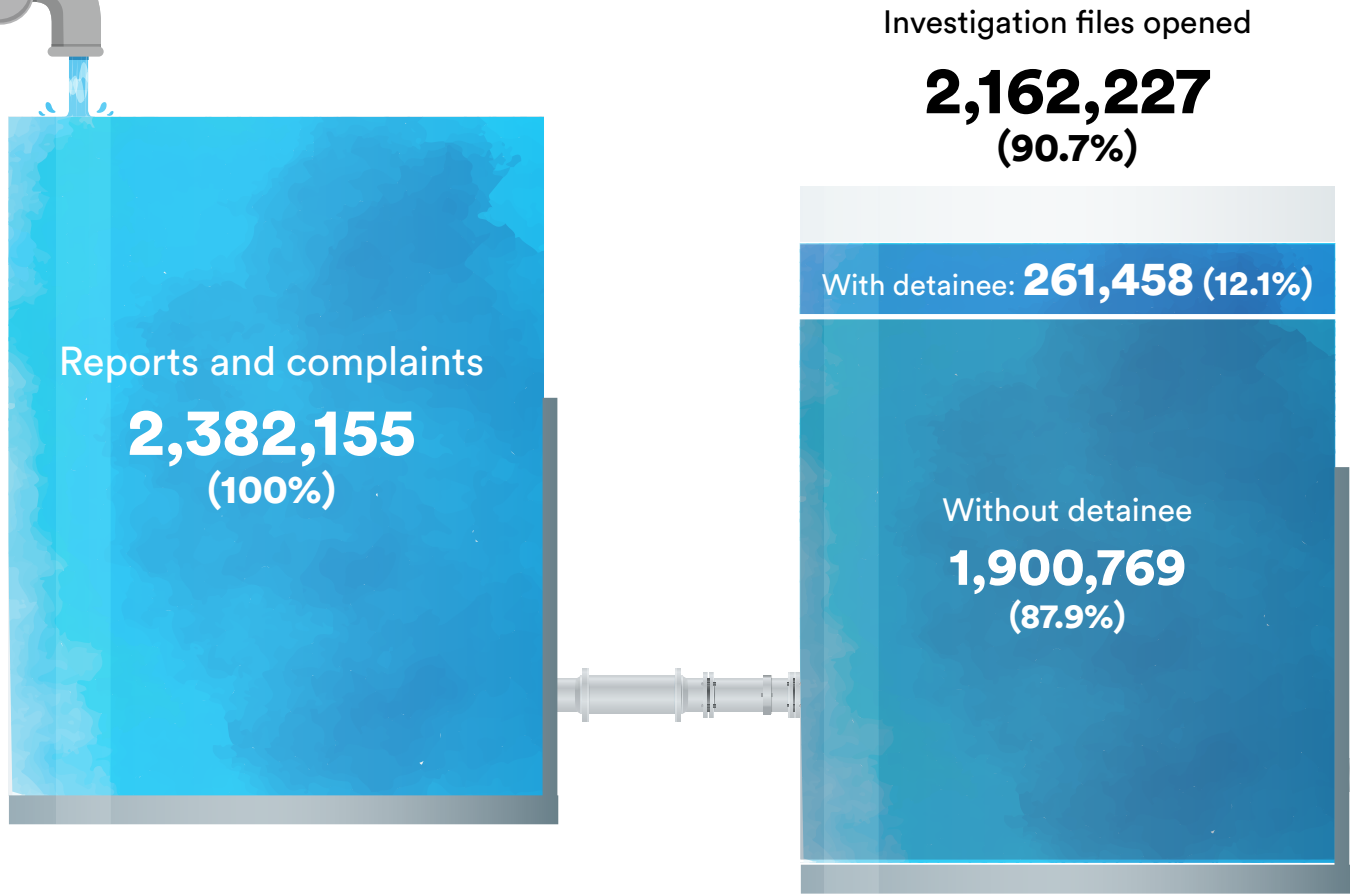 Reports and complaints
2,382,155
(100%)
Investigation files opened
2,162,227
(90.7%)
With detainee: 261,458 (12.1%)
Without detainee
1,900,769
(87.9%)